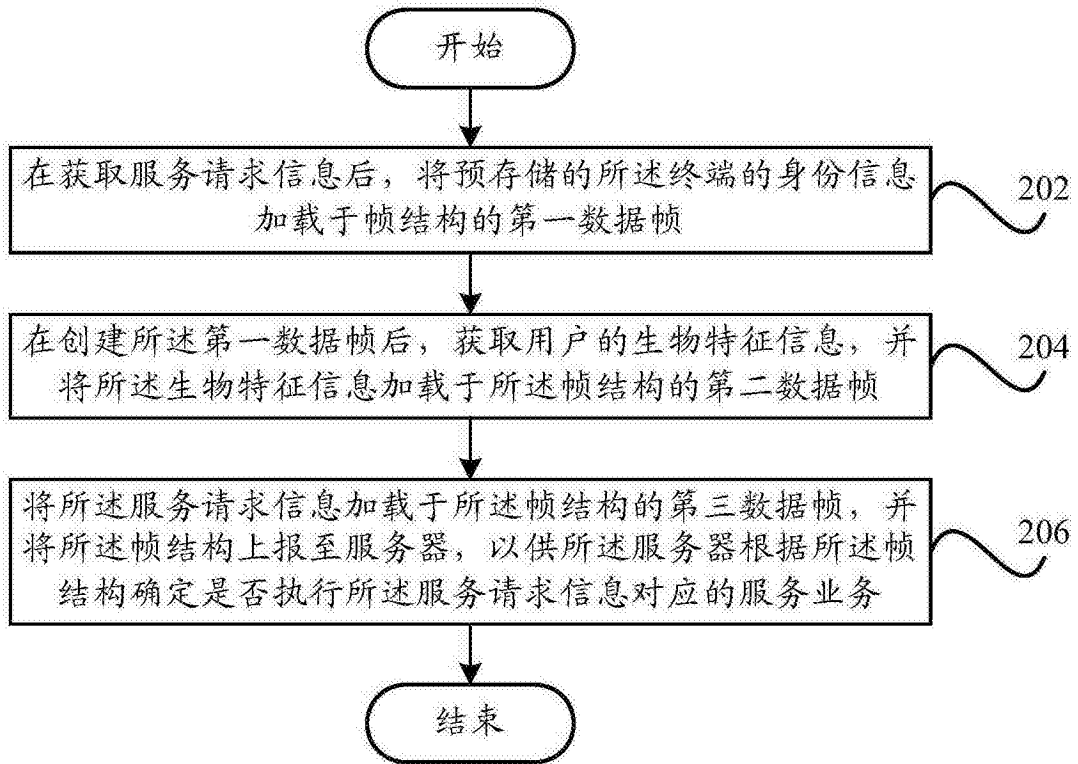 开始
在获取服务请求信息后，将预存储的所述终端的身份信息
加载于帧结构的第一数据帧
202
在创建所述第一数据帧后，获取用户的生物特征信息，并
将所述生物特征信息加载于所述帧结构的第二数据帧
204
将所述服务请求信息加载于所述帧结构的第三数据帧，并
将所述帧结构上报至服务器，以供所述服务器根据所述帧
结构确定是否执行所述服务请求信息对应的服务业务
206
结束